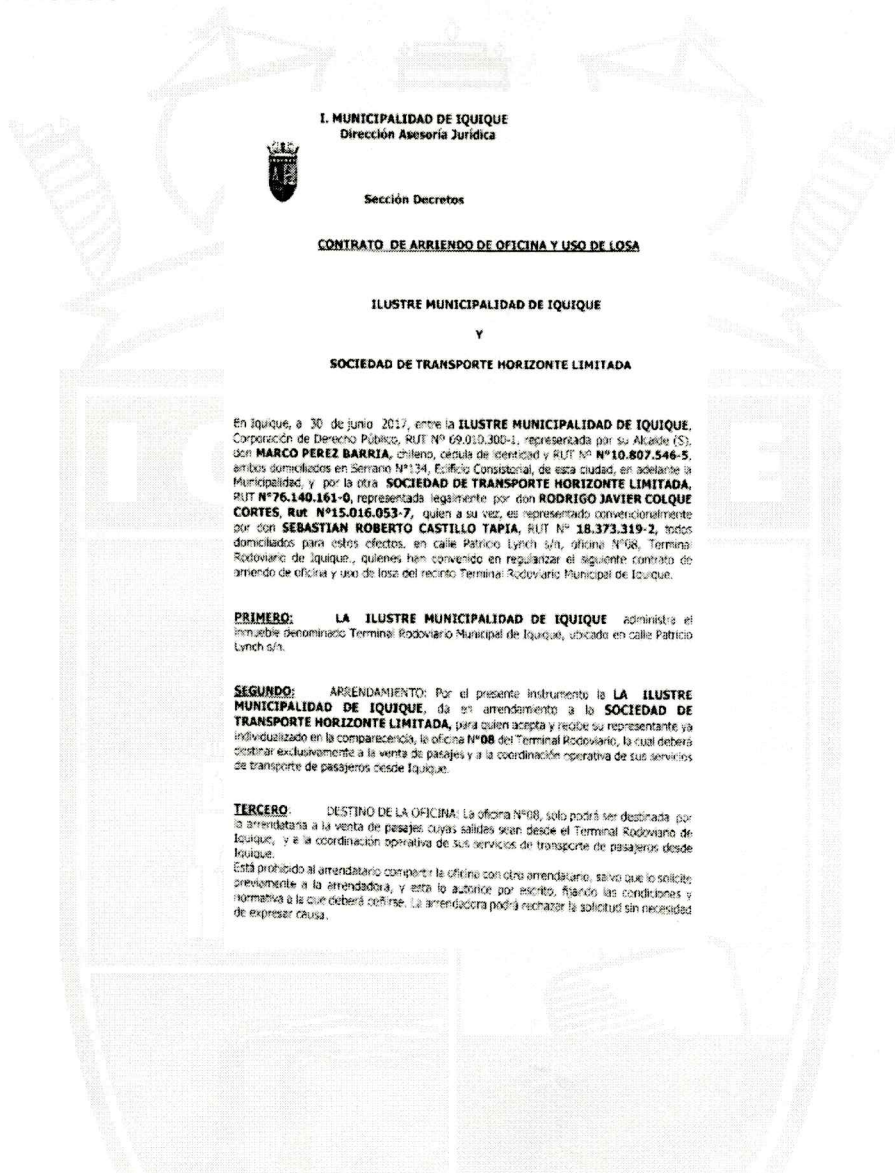 I. MUNICIPALIDAD DE IQUIQUE
Dirección Asesoría Jurídica
Sección Decretos
CONTRATO DE ARRIENDO DE OFICINA Y USO DE LOSA
ILUSTRE MUNICIPALIDAD DE IQUIQUE
Y
SOCIEDAD DE TRANSPORTE HORIZONTE LIMITADA
En Iquique, a 30 de junio 2017, entre la ILUSTRE MUNICIPALIDAD DE IQUIQUE,
Corporación de Derecho Público, RUT Nº 69.010.300-1, representada por su Alcalde (S),
don MARCO PEREZ BARRIA, chileno, cédula de identidad y RUT Nº N°10.807.546-5,
ambos domiciliados en Serrano N°134, Edificio Consistorial, de esta ciudad, en adelante la
Municipalidad, y por la otra SOCIEDAD DE TRANSPORTE HORIZONTE LIMITADA,
RUT N°76.140.161-0, representada legalmente por don RODRIGO JAVIER COLQUE
CORTES, Rut N°15.016.053-7, quien a su vez, es representado convencionalmente
por don SEBASTIAN ROBERTO CASTILLO TAPIA, RUT N° 18.373.319-2, todos
domiciliados para estos efectos, en calle Patricio Lynch s/n, oficina N°08, Terminal
Rodoviario de Iquique., quienes han convenido en regularizar el siguiente contrato de
arriendo de oficina y uso de losa del recinto Terminal Rodoviario Municipal de Iquique.
PRIMERO: LA ILUSTRE MUNICIPALIDAD DE IQUIQUE administra el
inmueble denominado Terminal Rodoviario Municipal de Iquique, ubicado en calle Patricio
Lynch s/n.
SEGUNDO: ARRENDAMIENTO: Por el presente instrumento la LA ILUSTRE
MUNICIPALIDAD DE IQUIQUE, da en arrendamiento a la SOCIEDAD DE
TRANSPORTE HORIZONTE LIMITADA, para quien acepta y recibe su representante ya
individualizado en la comparecencia, la oficina N°08 del Terminal Rodoviario, la cual deberá
destinar exclusivamente a la venta de pasajes y a la coordinación operativa de sus servicios
de transporte de pasajeros desde Iquique.
TERCERO: DESTINO DE LA OFICINA: La oficina N°08, solo podrá ser destinada por
la arrendataria a la venta de pasajes cuyas salidas sean desde el Terminal Rodoviario de
Iquique, y a la coordinación operativa de sus servicios de transporte de pasajeros desde
Iquique.
Está prohibido al arrendatario compartir la oficina con otro arrendatario, salvo que lo solicite
previamente a la arrendadora, y esta lo autorice por escrito, fijando las condiciones y
normativa a la que deberá ceñirse. La arrendadora podrá rechazar la solicitud sin necesidad
de expresar causa.